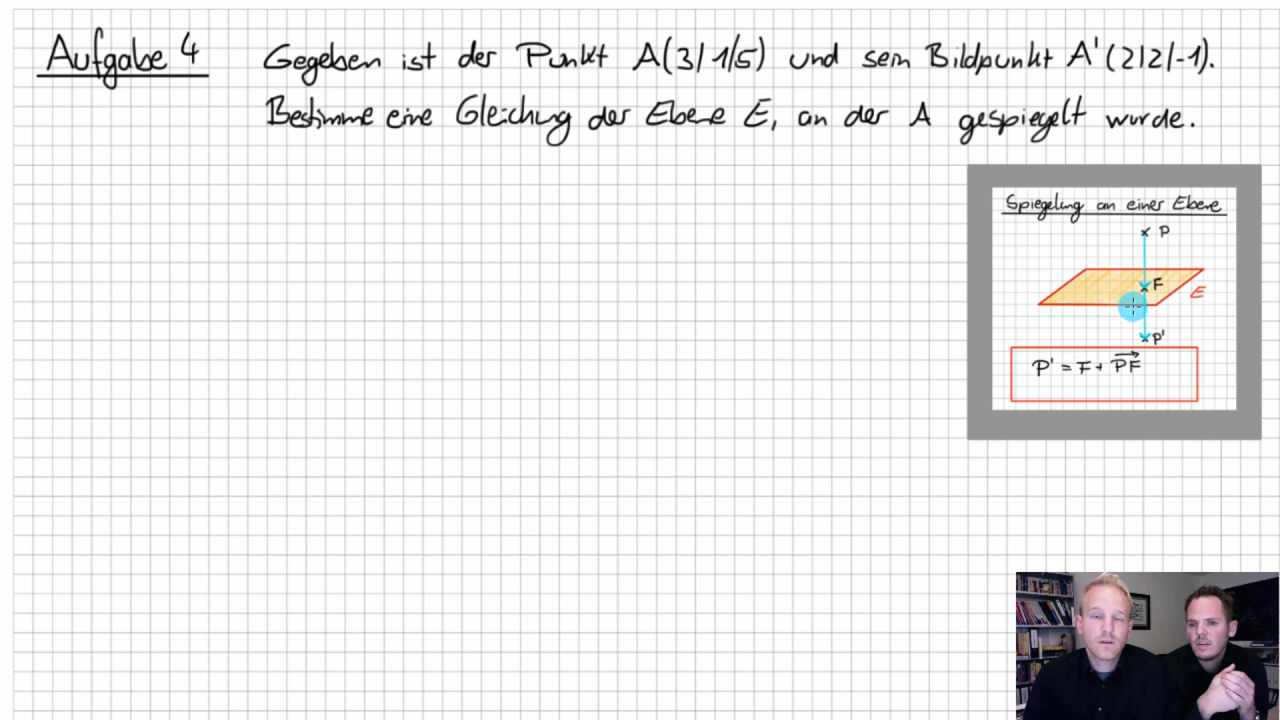 Aufgabe 4 Gegeben ist der Punkt A(3/1/5) und sein Bildpunkt A'(2/2/-1).
Bestimme eine Gleichung der Ebene E, an der A gespiegelt wurde.
Spiegelung an einer Ebene
P
F
E
P'
P' = F + PF